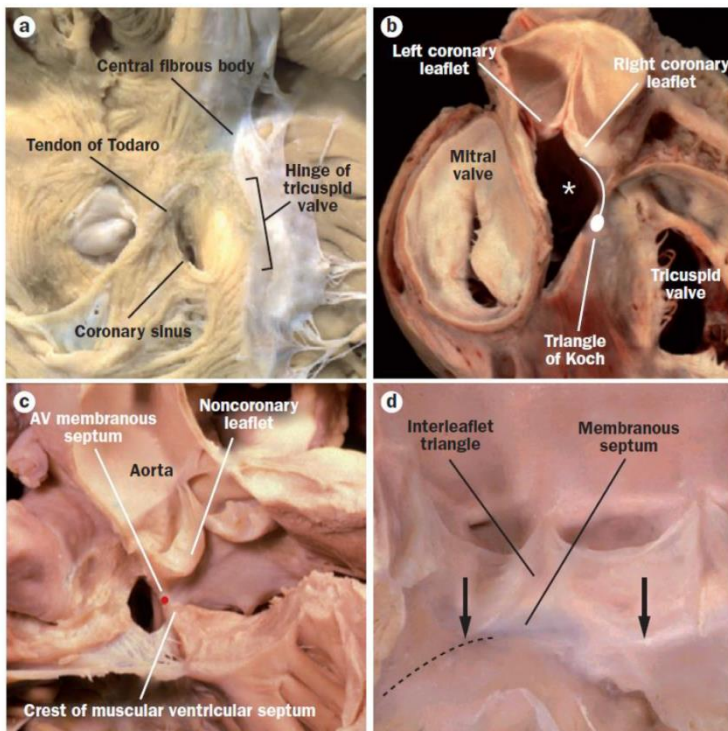 a
Central fibrous body
Tendon of Todaro
Hinge of
tricuspid
valve
Coronary sinus
b
Left coronary
leaflet
Right coronary
leaflet
Mitral
valve
*
Tricuspid
valve
Triangle
of Koch
c
AV membranous
septum
Noncoronary
leaflet
Aorta
Crest of muscular ventricular septum
d
Interleaflet
triangle
Membranous
septum